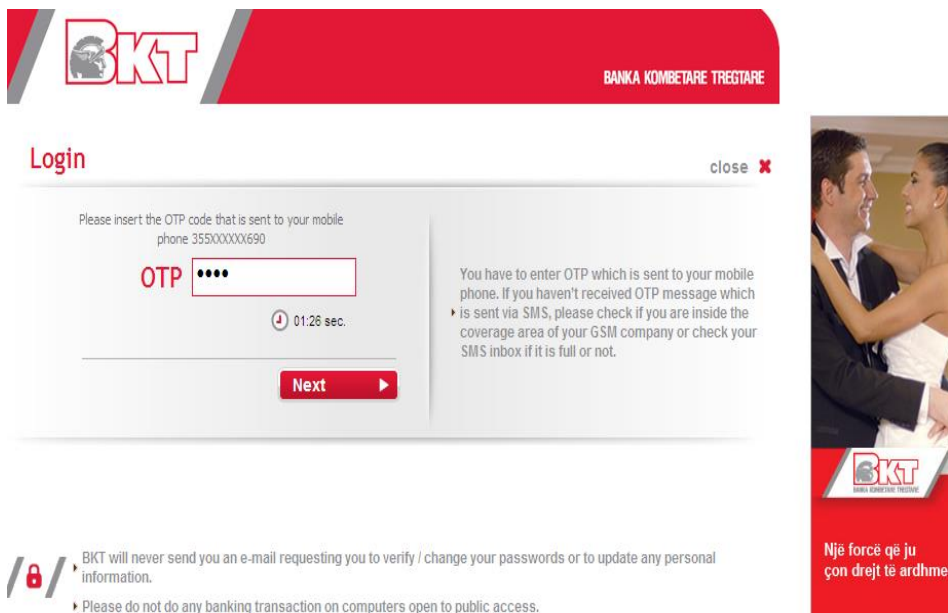 BKT
BANKA KOMBETARE TREGTARE
Login
close
Please insert the OTP code that is sent to your mobile
phone 355XXXXXX690
OTP ••••
01:26 sec.
Next
You have to enter OTP which is sent to your mobile
phone. If you haven't received OTP message which
is sent via SMS, please check if you are inside the
coverage area of your GSM company or check your
SMS inbox if it is full or not.
BKT
BANKA KOMBETARE TREGTARE
Një forcë që ju
çon drejt të ardhme
BKT will never send you an e-mail requesting you to verify / change your passwords or to update any personal
information.
Please do not do any banking transaction on computers open to public access.